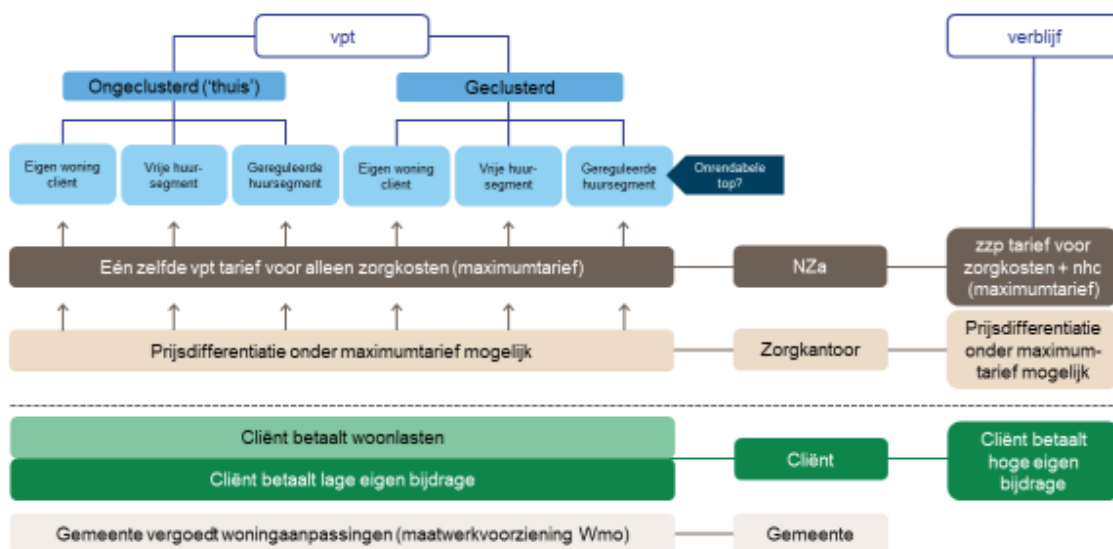 vpt
verblijf
Ongeclusterd ('thuis')
Geclusterd
Eigen woning
cliënt
Vrije huur-
segment
Gereguleerde
huursegment
Eigen woning
cliënt
Vrije huur-
segment
Gereguleerde
huursegment
Onrendabele
top?
Eén zelfde vpt tarief voor alleen zorgkosten (maximumtarief)
NZa
zzp tarief voor
zorgkosten + nhc
(maximumtarief)
Prijsdifferentiatie onder maximumtarief mogelijk
Zorgkantoor
Prijsdifferentiatie
onder maximum-
tarief mogelijk
Cliënt betaalt woonlasten
Cliënt betaalt lage eigen bijdrage
Cliënt
Cliënt betaalt
hoge eigen
bijdrage
Gemeente vergoedt woningaanpassingen (maatwerkvoorziening Wmo)
Gemeente